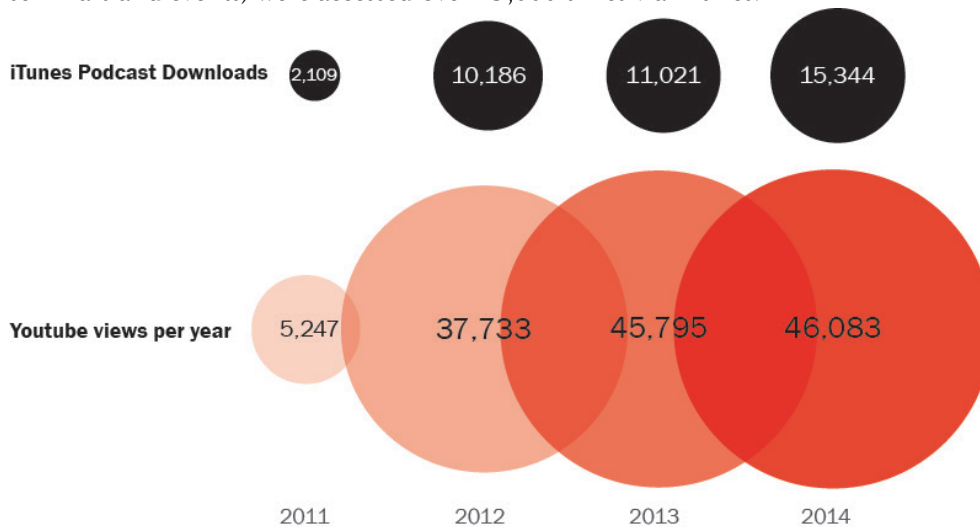 iTunes Podcast Downloads 2,109 10,186 11,021 15,344
Youtube views per year 5,247 37,733 45,795 46,083
2011 2012 2013 2014